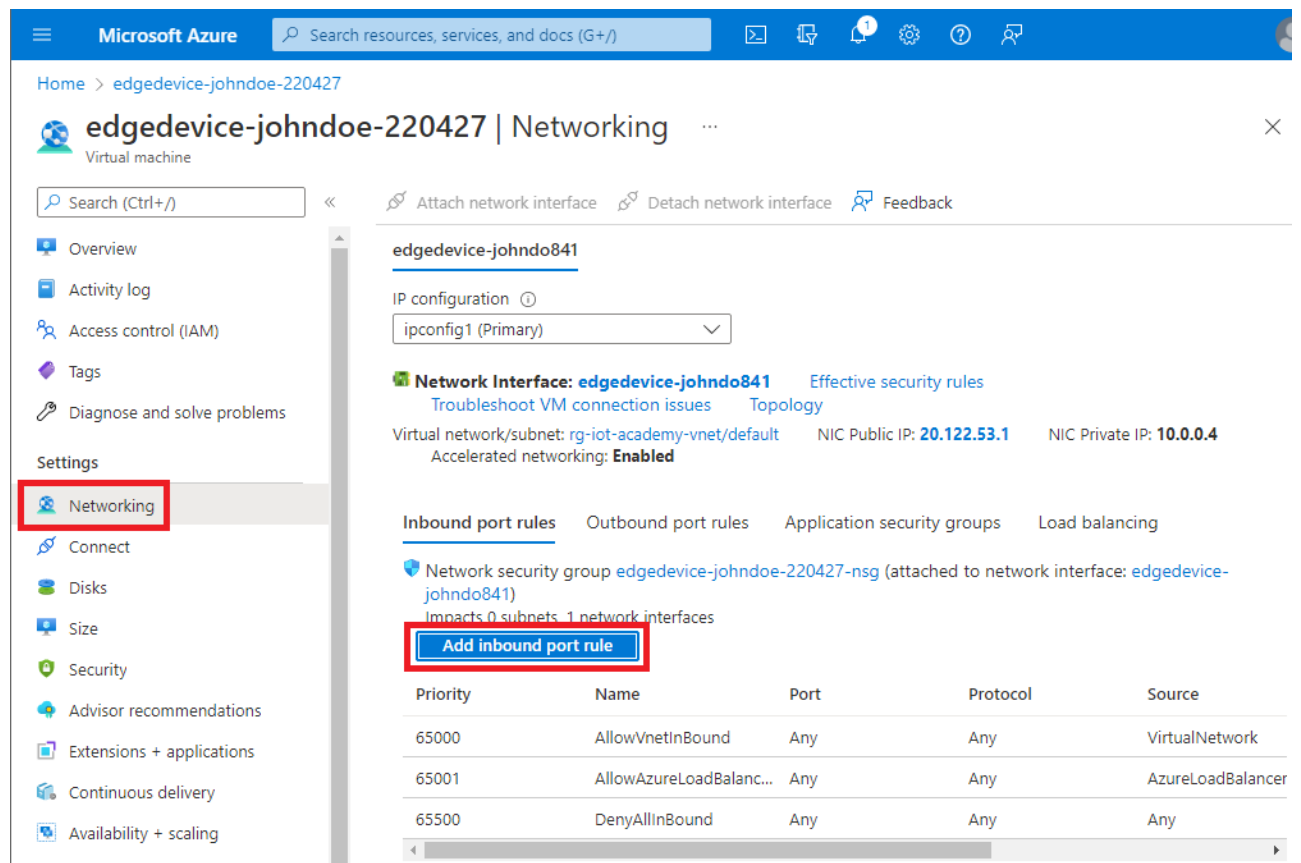 Microsoft Azure
Search resources, services, and docs (G+/)
1
Home > edgedevice-johndoe-220427
edgedevice-johndoe-220427 | Networking ...
Virtual machine
Search (Ctrl+/)
«
Overview
Activity log
Access control (IAM)
Tags
Diagnose and solve problems
Settings
Networking
Connect
Disks
Size
Security
Advisor recommendations
Extensions + applications
Continuous delivery
Availability + scaling
Attach network interface Detach network interface Feedback
edgedevice-johndo841
IP configuration
ipconfig1 (Primary)
Network Interface: edgedevice-johndo841 Effective security rules
Troubleshoot VM connection issues Topology
Virtual network/subnet: rg-iot-academy-vnet/default NIC Public IP: 20.122.53.1 NIC Private IP: 10.0.0.4
Accelerated networking: Enabled
Inbound port rules Outbound port rules Application security groups Load balancing
Network security group edgedevice-johndoe-220427-nsg (attached to network interface: edgedevice-
johndo841)
Impacts 0 subnets, 1 network interfaces
Add inbound port rule
Priority Name Port Protocol Source
65000 AllowVnetInBound Any Any VirtualNetwork
65001 AllowAzureLoadBalanc... Any Any AzureLoadBalancer
65500 DenyAllInBound Any Any Any